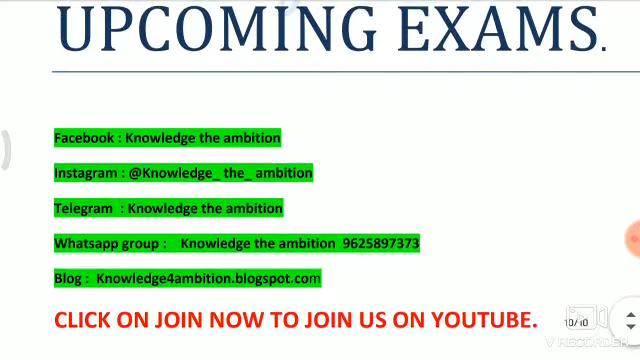 UPCOMING EXAMS.
Facebook : Knowledge the ambition
Instagram : @Knowledge_ the_ ambition
Telegram : Knowledge the ambition
Whatsapp group : Knowledge the ambition 9625897373
Blog : Knowledge4ambition.blogspot.com
CLICK ON JOIN NOW TO JOIN US ON YOUTUBE.
10/10
V RECORDER